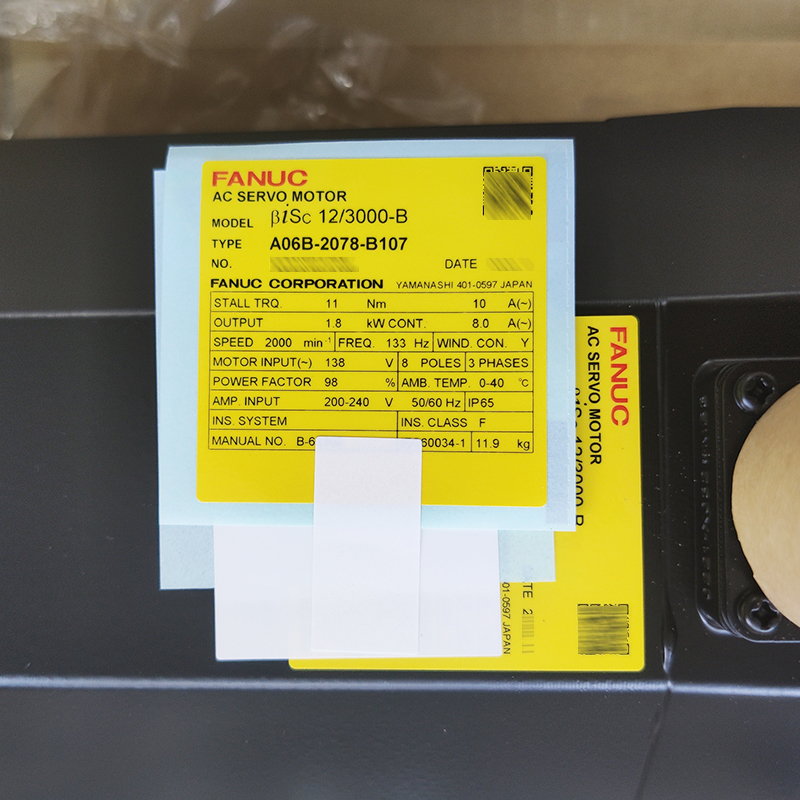 FANUC
AC SERVO MOTOR
MODEL βiSc 12/3000-B
TYPE A06B-2078-B107
NO. DATE
FANUC CORPORATION YAMANASHI 401-0597 JAPAN
STALL TRQ. 11 Nm 10 A(~)
OUTPUT 1.8 kW CONT. 8.0 A(~)
SPEED 2000 min⁻¹ FREQ. 133 Hz WIND. CON. Y
MOTOR INPUT(~) 138 V 8 POLES 3 PHASES
POWER FACTOR 98 % AMB. TEMP. 0-40 ℃
AMP. INPUT 200-240 V 50/60 Hz IP65
INS. SYSTEM INS. CLASS F
MANUAL NO. 60034-1 11.9 kg
FANUC
AC SERVO MOTOR
12/3000-B
401-0597 JAPAN